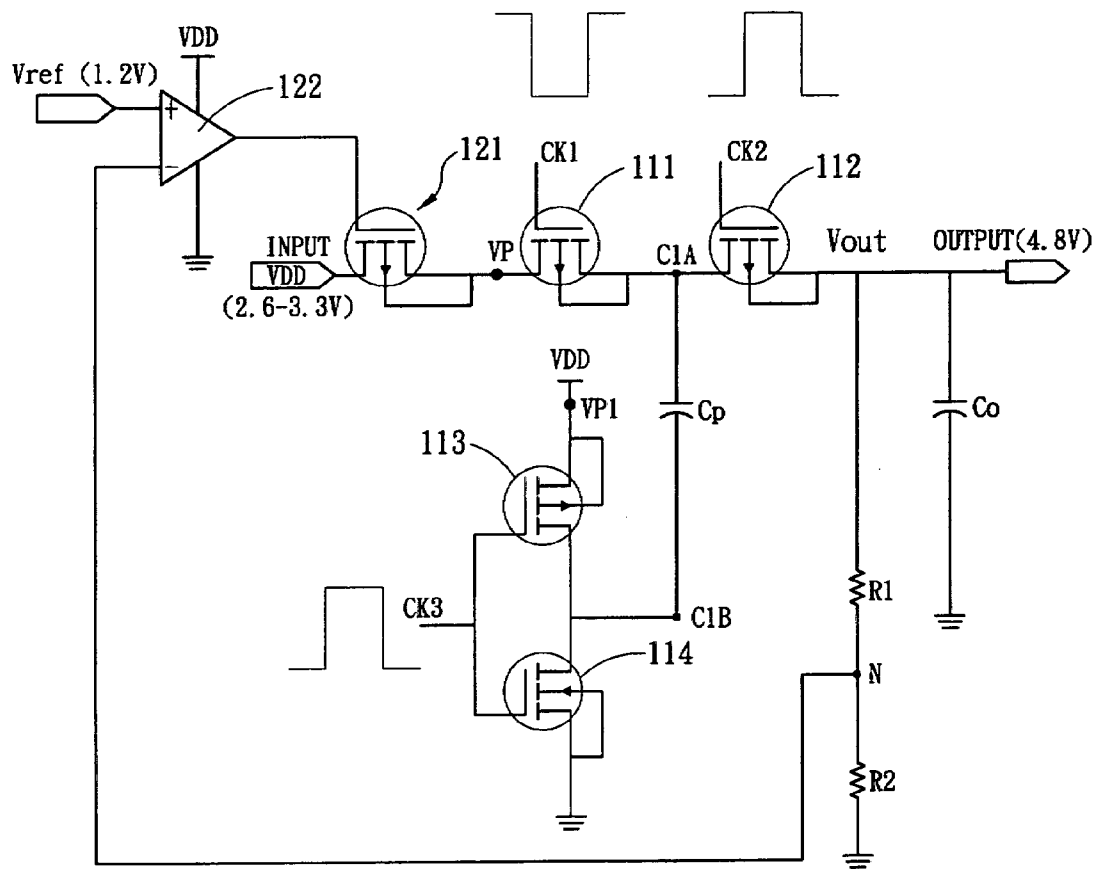 VDD
Vref (1.2V)
122
+
−
121
CK1
111
CK2
112
INPUT
VDD
(2.6-3.3V)
VP
C1A
Vout
OUTPUT(4.8V)
VDD
VP1
Cp
Co
113
CK3
C1B
R1
114
N
R2